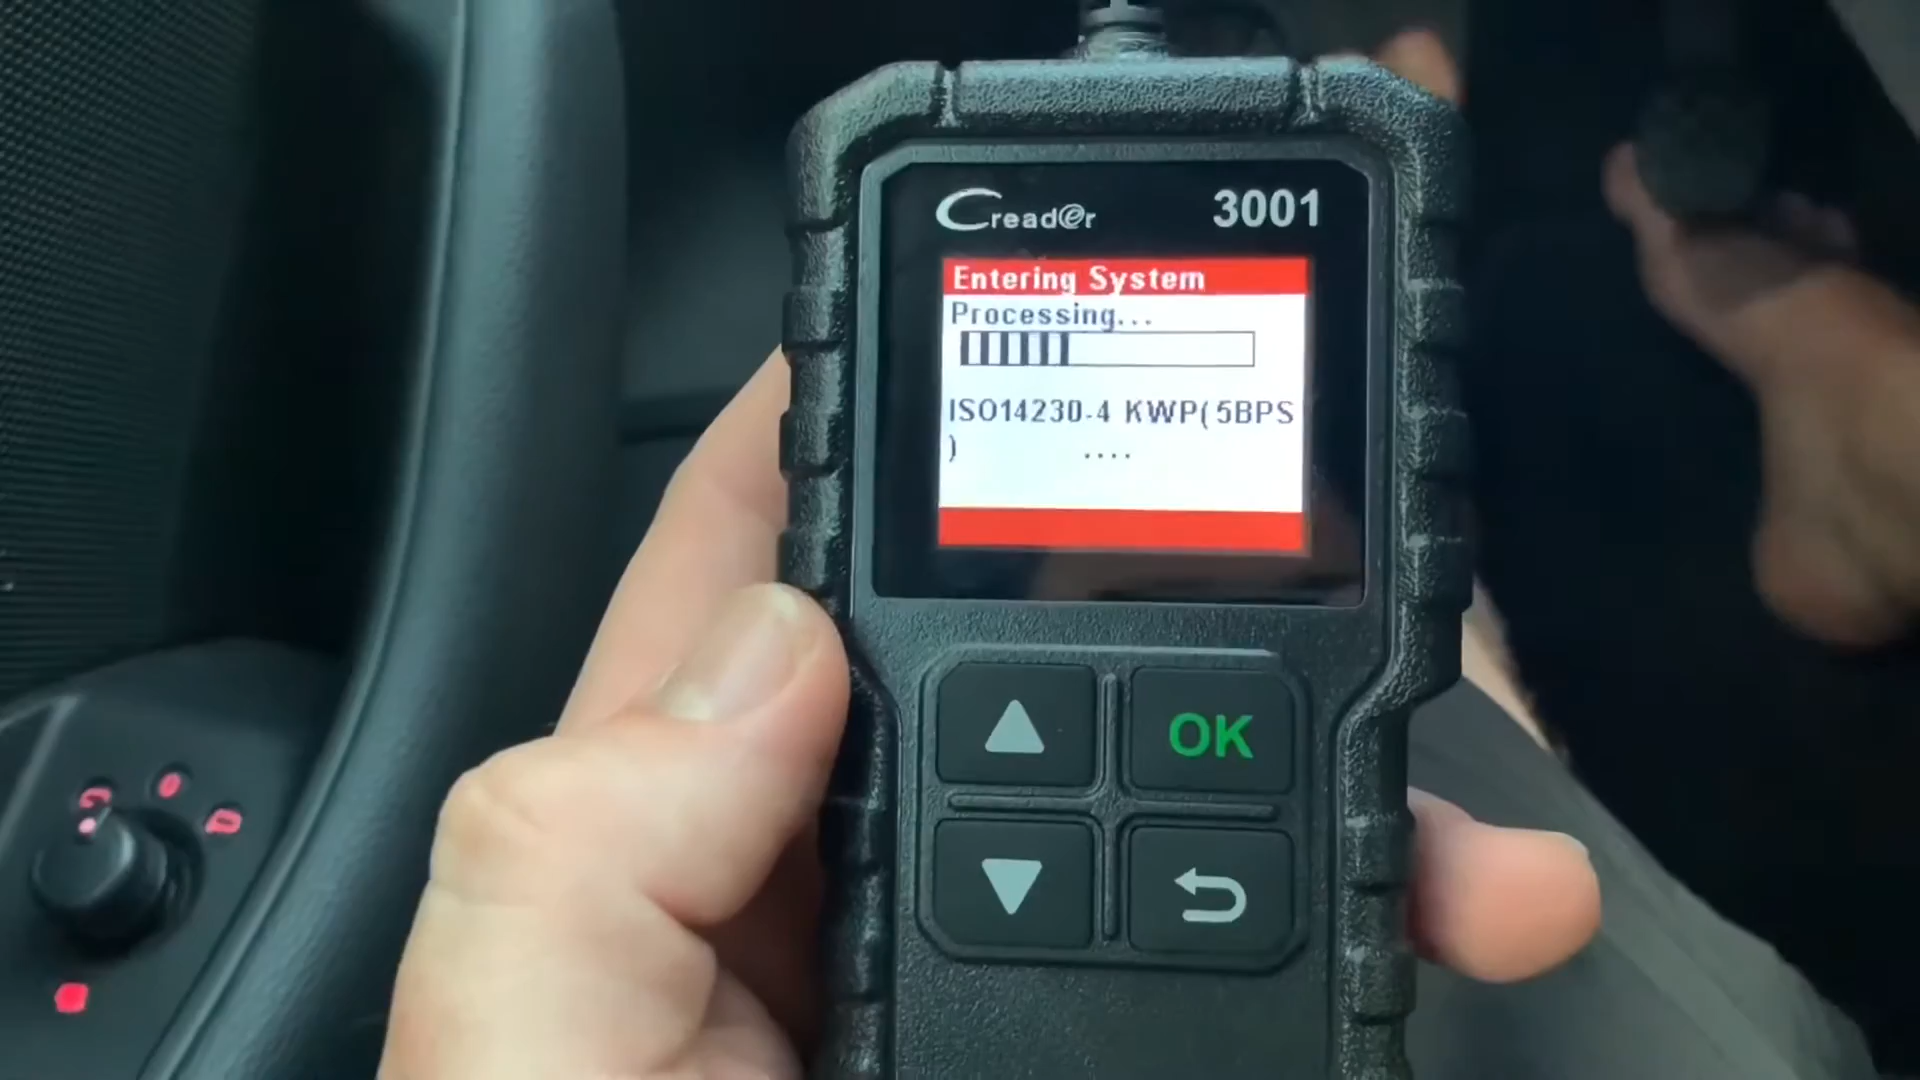 Creader 3001
Entering System
Processing...
ISO14230-4 KWP(5BPS
) ....
OK